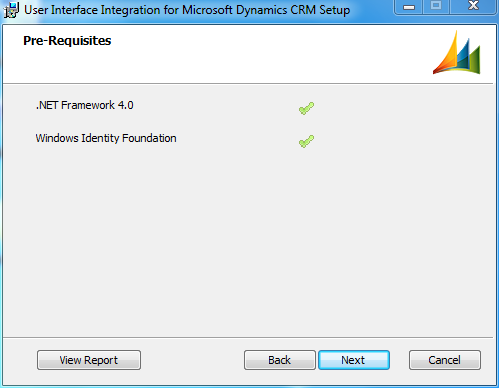 User Interface Integration for Microsoft Dynamics CRM Setup
Pre-Requisites
.NET Framework 4.0
Windows Identity Foundation
View Report Back Next Cancel